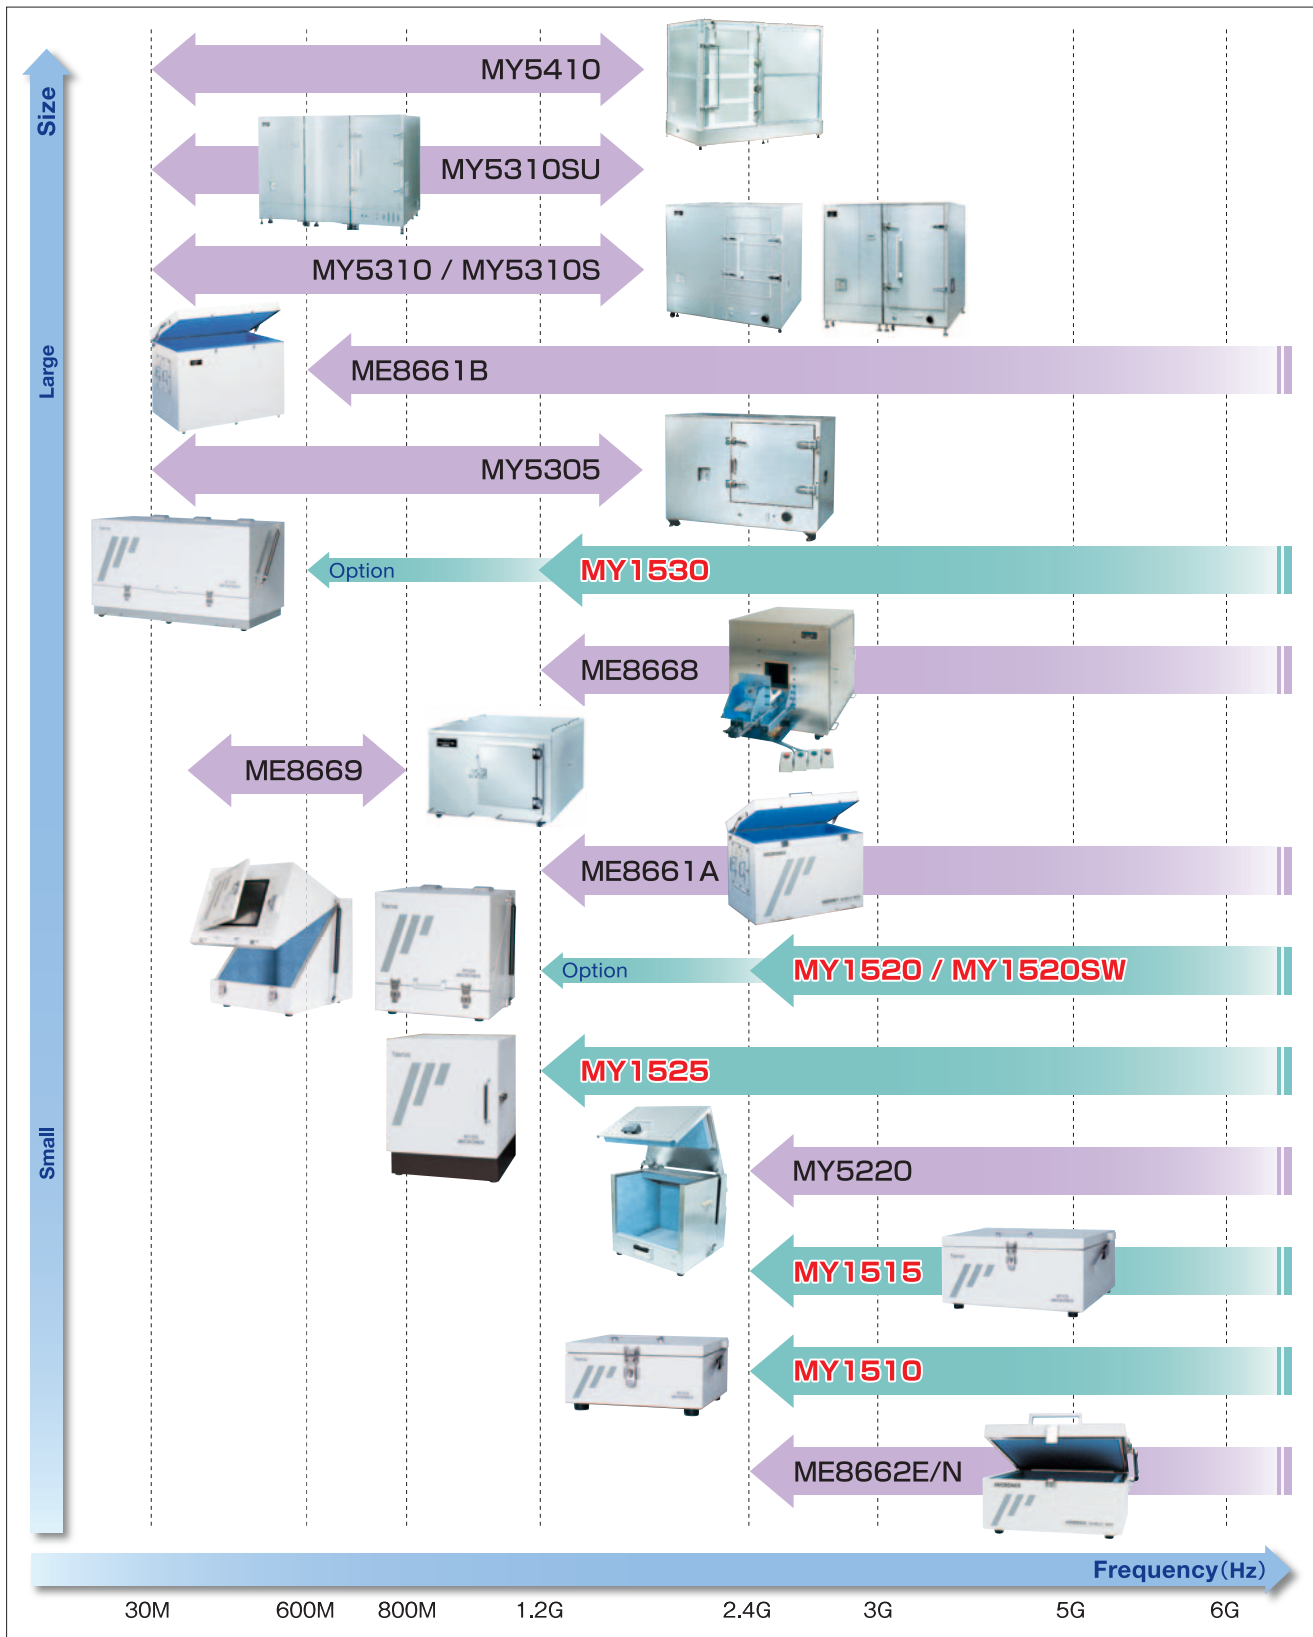 Size
Large
Small
MY5410
MY5310SU
MY5310 / MY5310S
ME8661B
MY5305
Option
MY1530
ME8668
ME8669
ME8661A
Option
MY1520 / MY1520SW
MY1525
MY5220
MY1515
MY1510
ME8662E/N
Frequency(Hz)
30M 600M 800M 1.2G 2.4G 3G 5G 6G